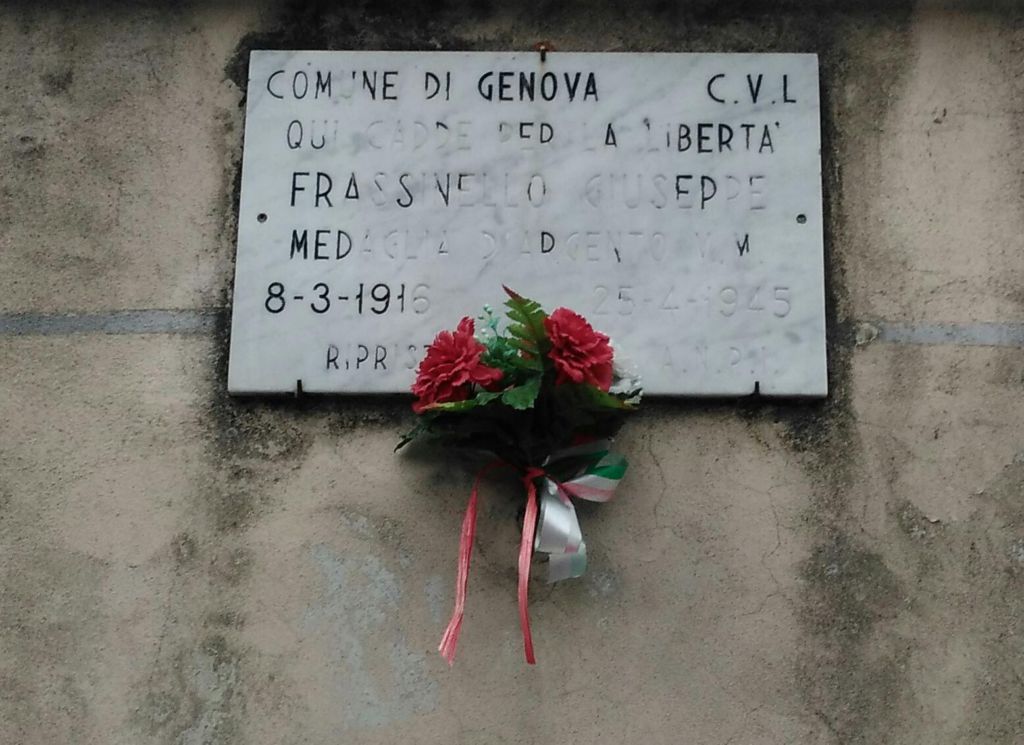 COMUNE DI GENOVA C.V.L
QUI CADDE PER LA LIBERTA'
FRASSINELLO GIUSEPPE
MEDAGLIA D'ARGENTO V.M.
8-3-1916 25-4-1945
A.N.P.I.